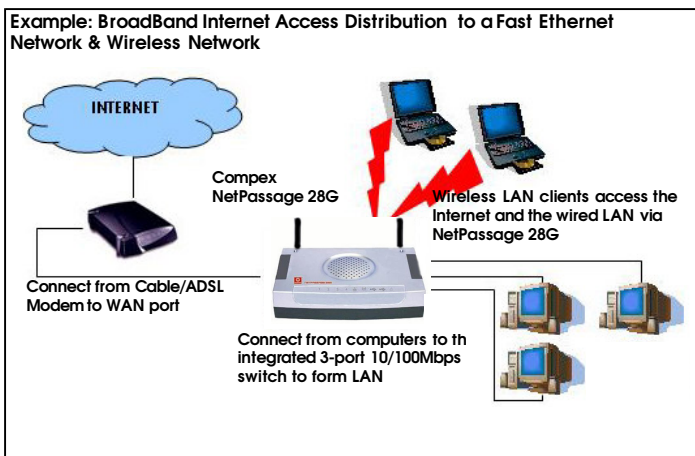 Example: BroadBand Internet Access Distribution to a Fast Ethernet
Network & Wireless Network
INTERNET
Compex
NetPassage 28G
Wireless LAN clients access the
Internet and the wired LAN via
NetPassage 28G
Connect from Cable/ADSL
Modem to WAN port
Connect from computers to th
integrated 3-port 10/100Mbps
switch to form LAN